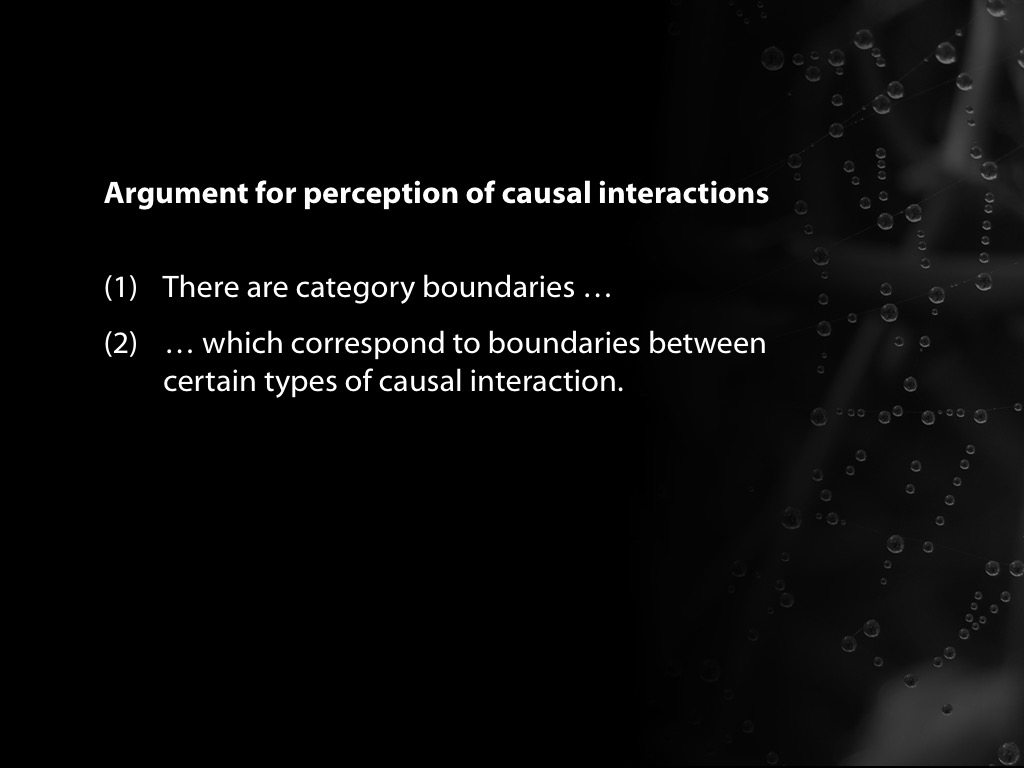 Argument for perception of causal interactions
(1) There are category boundaries …
(2) … which correspond to boundaries between
certain types of causal interaction.